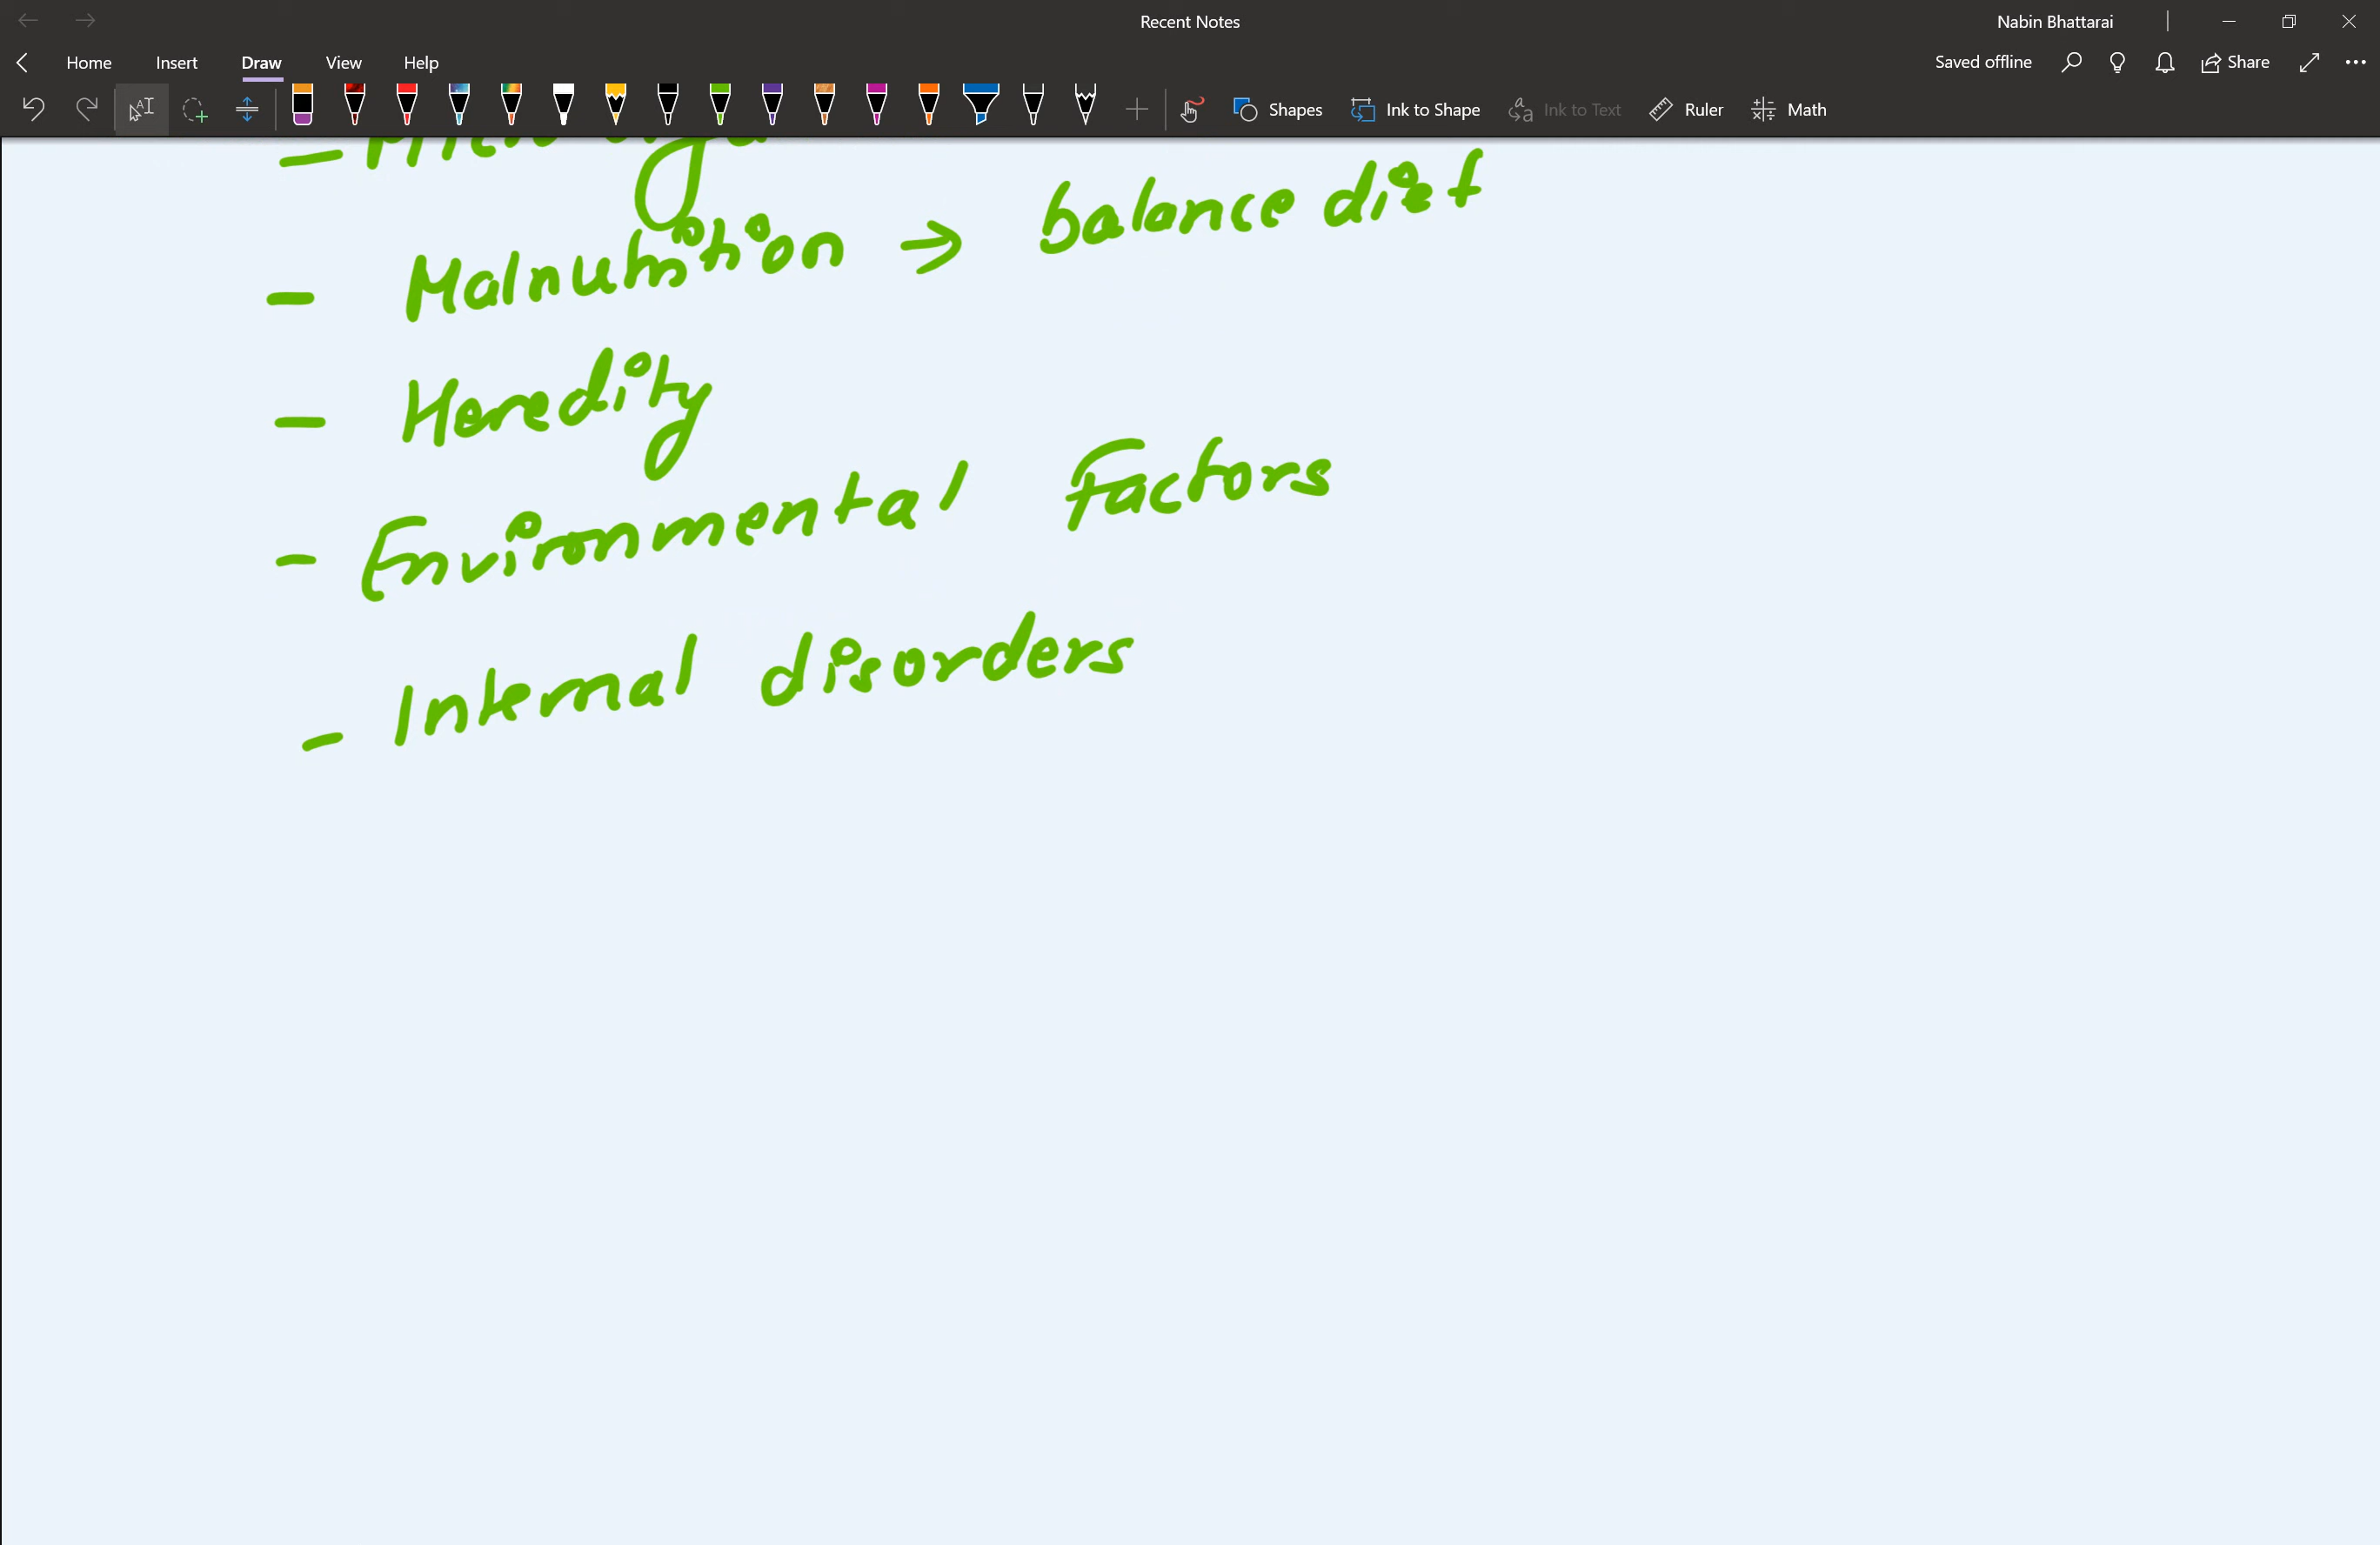 Recent Notes
Nabin Bhattarai
Home Insert Draw View Help
Saved offline
Share
Shapes
Ink to Shape
Ink to Text
Ruler
Math
- Malnutrition → balance diet
- Heredity
- Environmental Factors
- Internal disorders